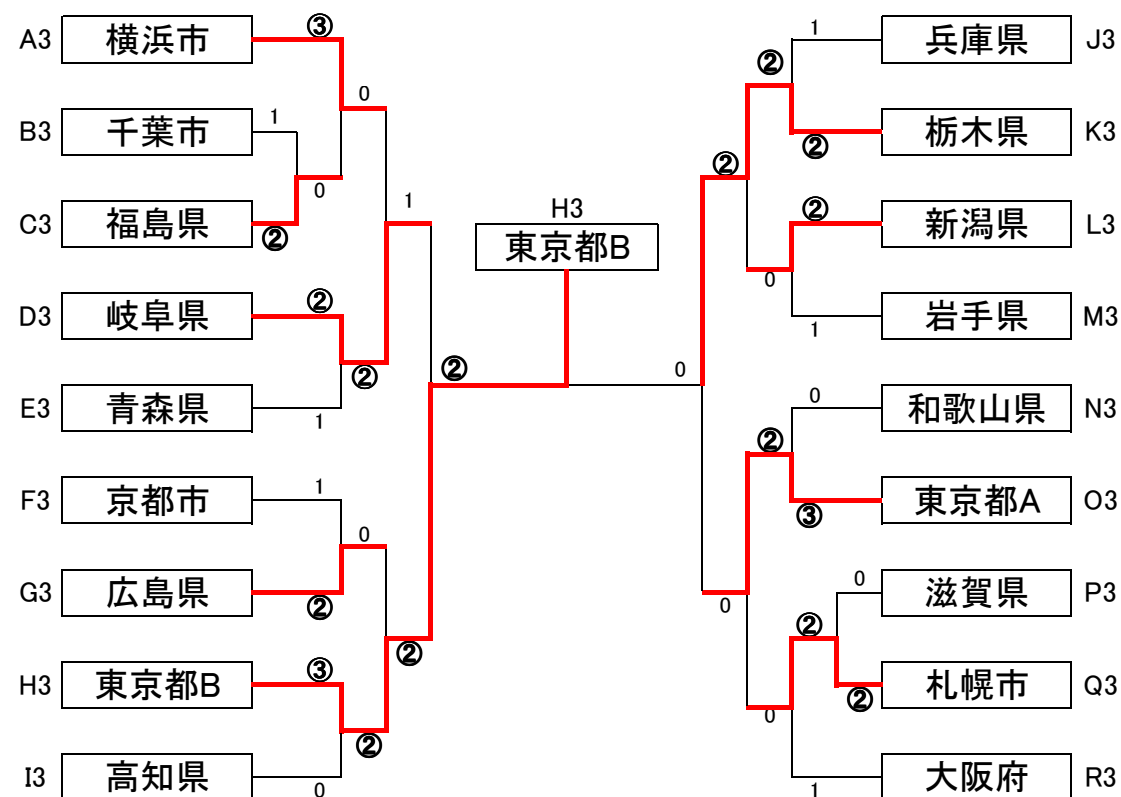 ③
A3 横浜市
0
1
B3 千葉市
0
C3 福島県
②
1
②
D3 岐阜県
②
E3 青森県
1
1
F3 京都市
0
G3 広島県
②
②
③
H3 東京都B
②
I3 高知県
0
H3
東京都B
②
0
1
兵庫県 J3
②
栃木県 K3
②
②
②
新潟県 L3
0
岩手県 M3
1
0
和歌山県 N3
②
東京都A O3
③
0
0
滋賀県 P3
②
札幌市 Q3
②
0
大阪府 R3
1